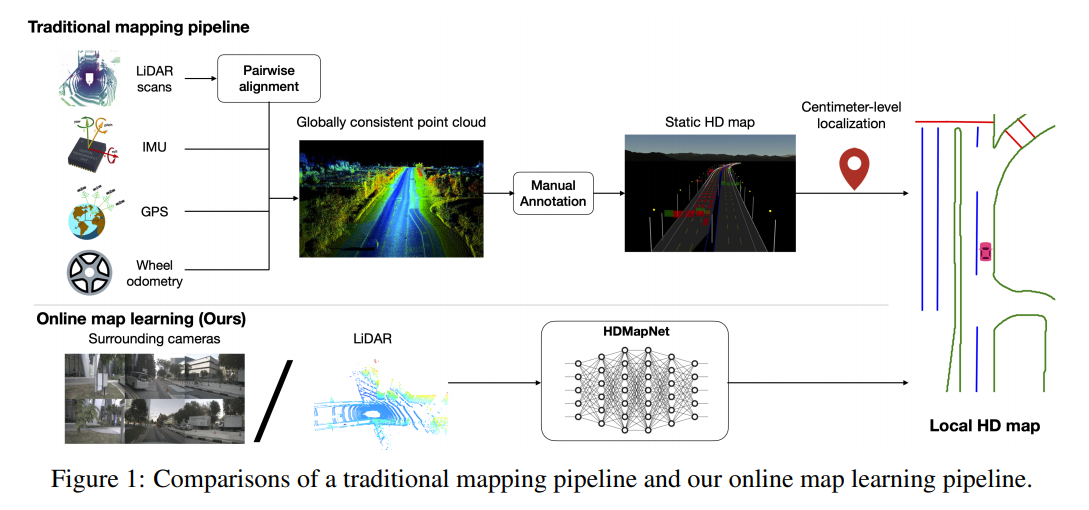 Traditional mapping pipeline
LiDAR
scans
Pairwise
alignment
IMU
GPS
Wheel
odometry
Globally consistent point cloud
Manual
Annotation
Static HD map
Centimeter-level
localization
Online map learning (Ours)
Surrounding cameras
LiDAR
HDMapNet
Local HD map
Figure 1: Comparisons of a traditional mapping pipeline and our online map learning pipeline.